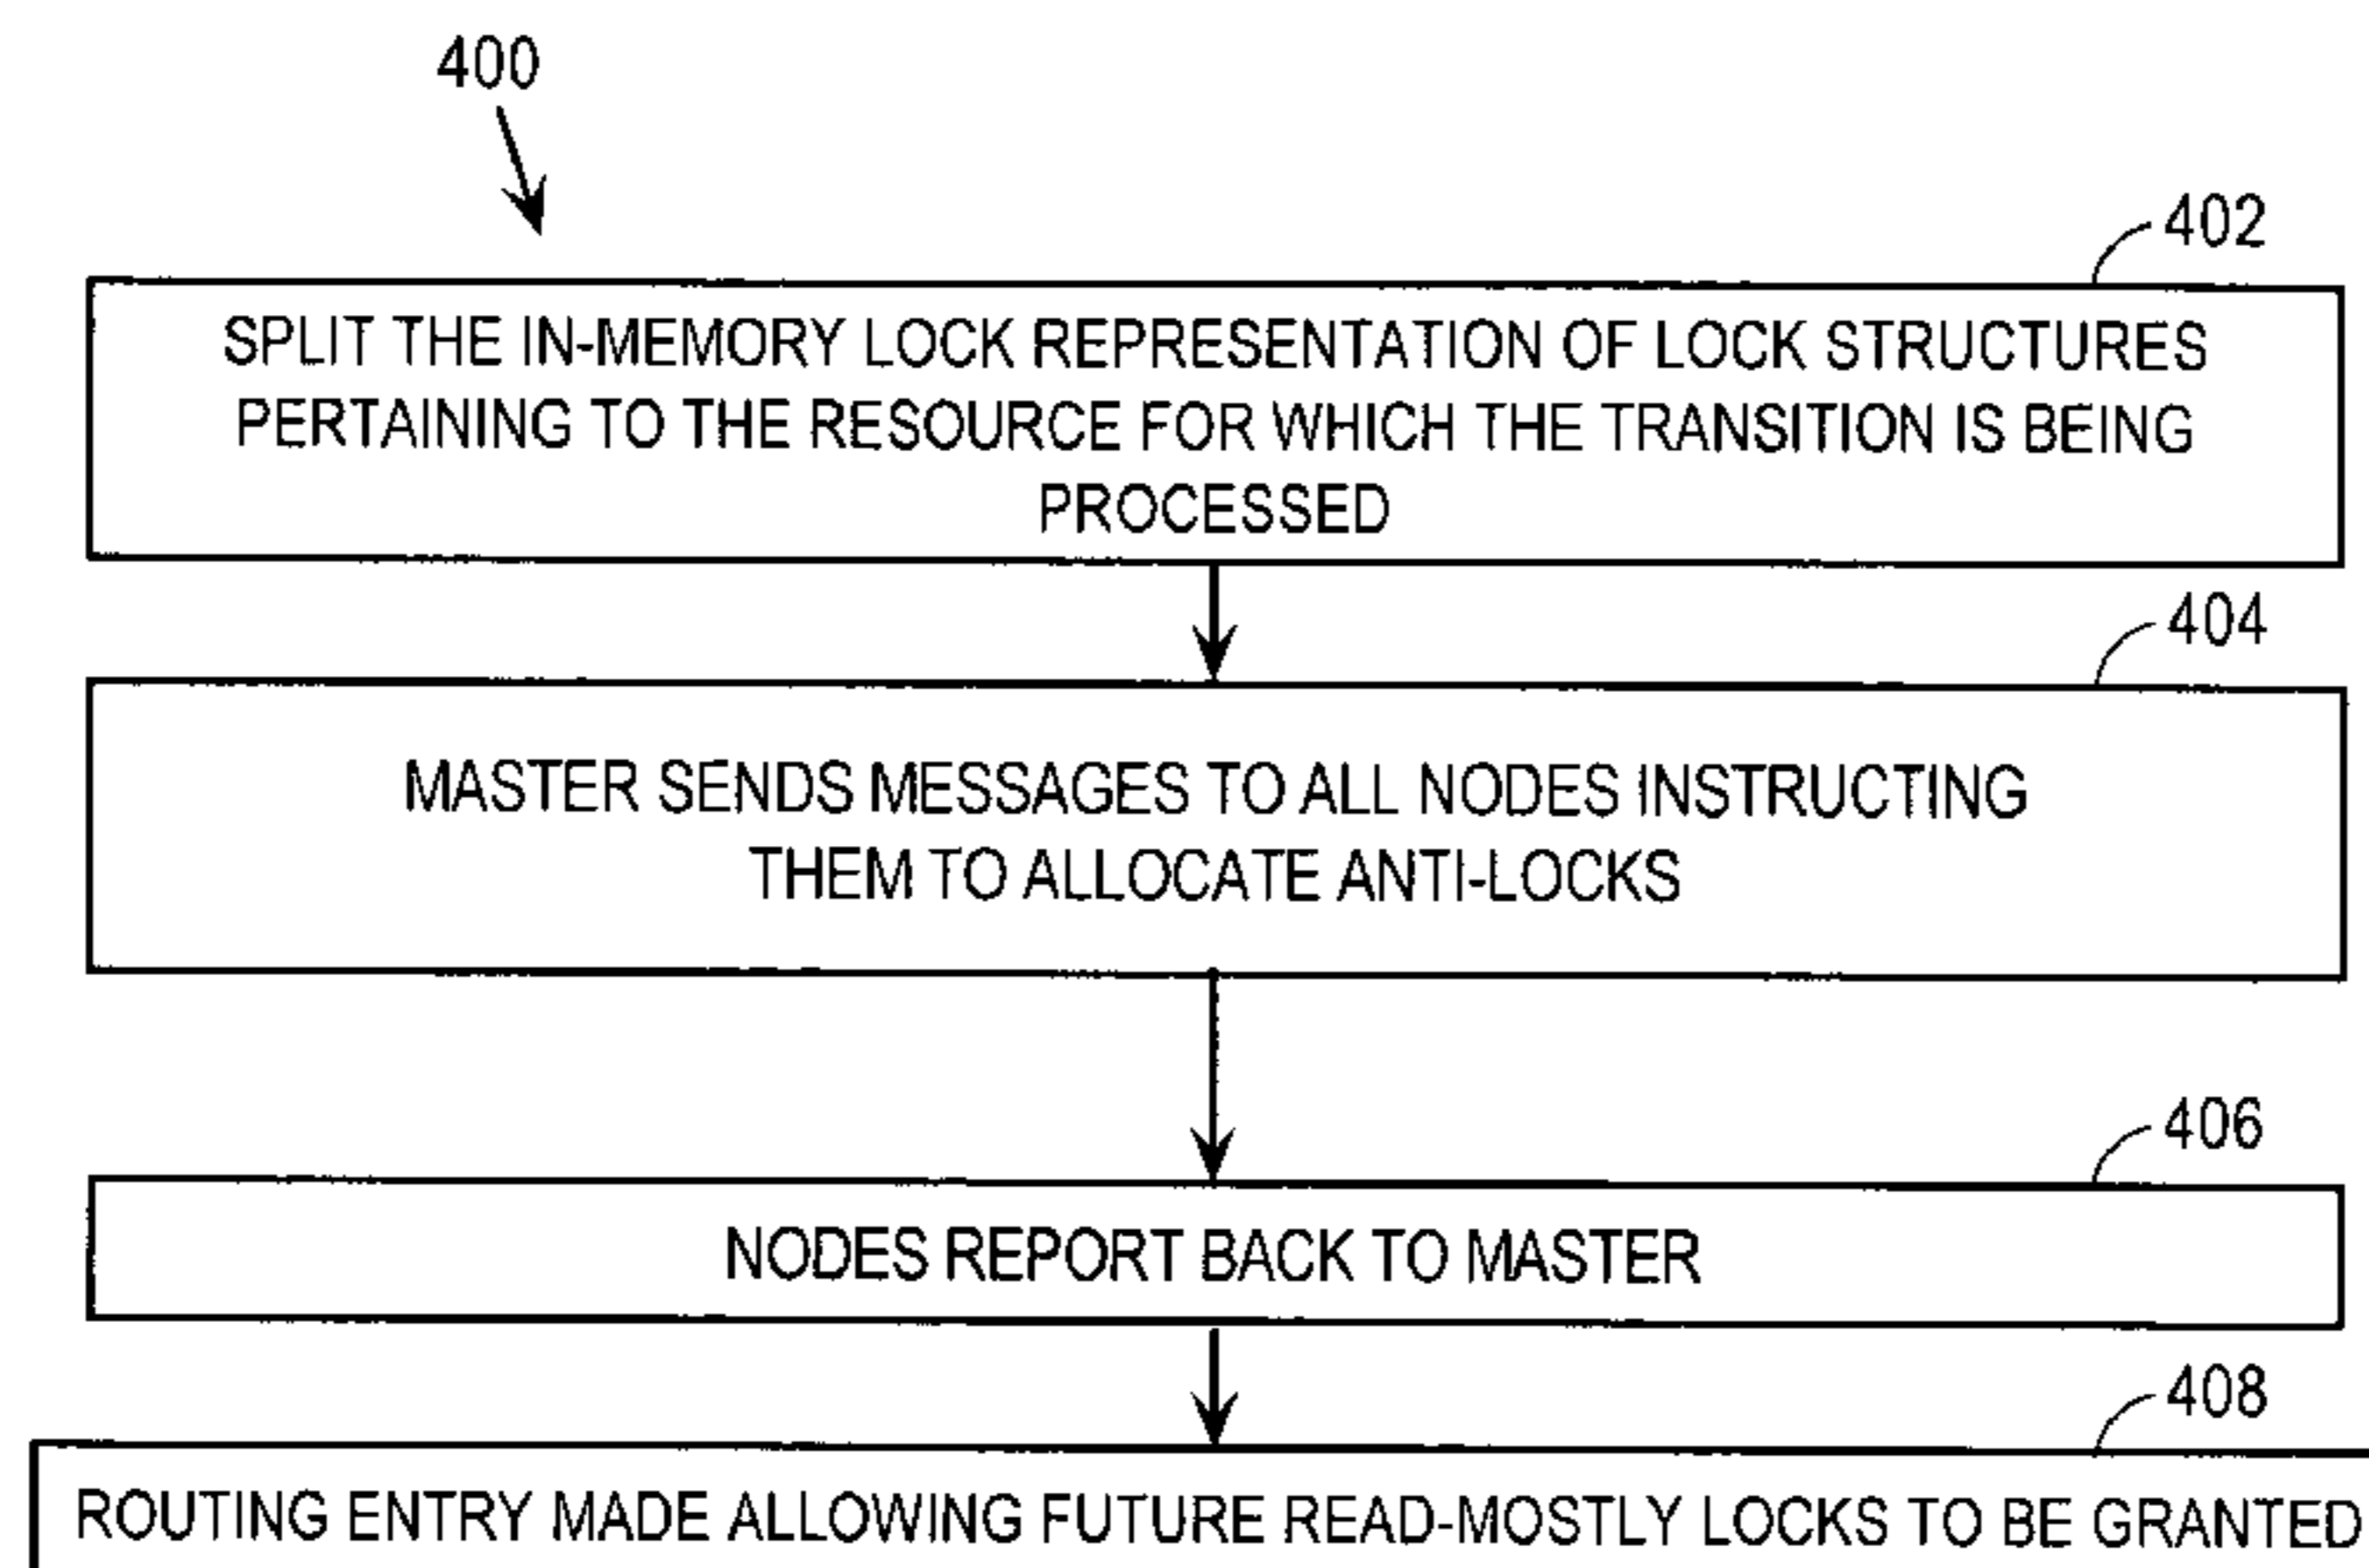 400
402
SPLIT THE IN-MEMORY LOCK REPRESENTATION OF LOCK STRUCTURES
PERTAINING TO THE RESOURCE FOR WHICH THE TRANSITION IS BEING
PROCESSED
404
MASTER SENDS MESSAGES TO ALL NODES INSTRUCTING
THEM TO ALLOCATE ANTI-LOCKS
406
NODES REPORT BACK TO MASTER
408
ROUTING ENTRY MADE ALLOWING FUTURE READ-MOSTLY LOCKS TO BE GRANTED